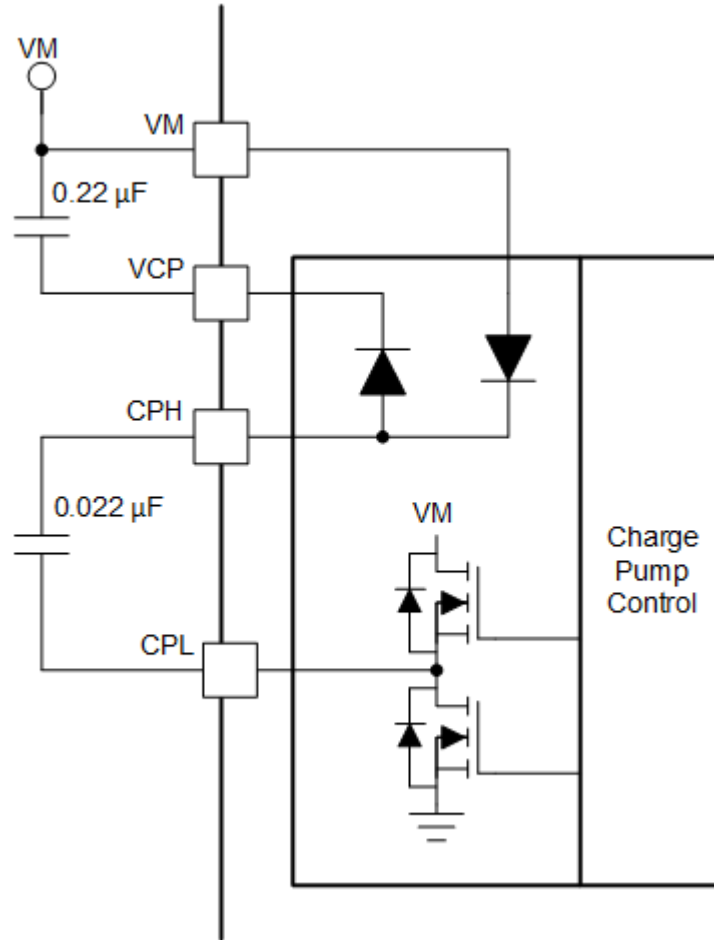 VM
VM
0.22 µF
VCP
CPH
0.022 µF
VM
Charge
Pump
Control
CPL